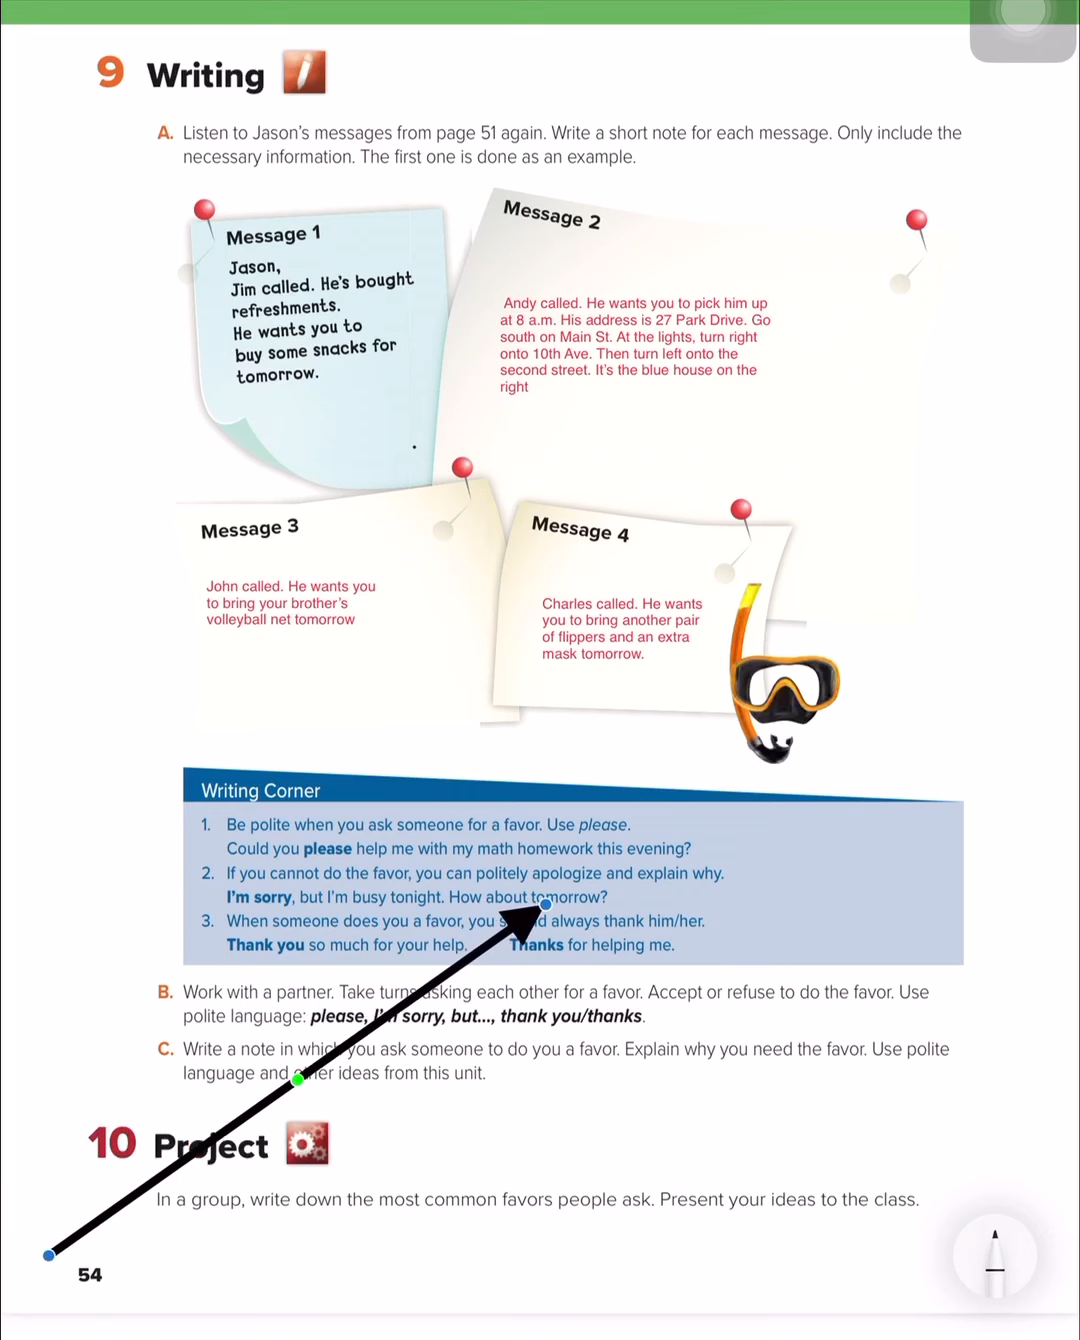 9 Writing
A. Listen to Jason's messages from page 51 again. Write a short note for each message. Only include the
necessary information. The first one is done as an example.
Message 1
Jason,
Jim called. He's bought
refreshments.
He wants you to
buy some snacks for
tomorrow.
Message 2
Andy called. He wants you to pick him up
at 8 a.m. His address is 27 Park Drive. Go
south on Main St. At the lights, turn right
onto 10th Ave. Then turn left onto the
second street. It's the blue house on the
right
Message 3
John called. He wants you
to bring your brother's
volleyball net tomorrow
Message 4
Charles called. He wants
you to bring another pair
of flippers and an extra
mask tomorrow.
Writing Corner
1. Be polite when you ask someone for a favor. Use please.
Could you please help me with my math homework this evening?
2. If you cannot do the favor, you can politely apologize and explain why.
I'm sorry, but I'm busy tonight. How about tomorrow?
3. When someone does you a favor, you always thank him/her.
Thank you so much for your help. Thanks for helping me.
B. Work with a partner. Take turns asking each other for a favor. Accept or refuse to do the favor. Use
polite language: please, I'm sorry, but..., thank you/thanks.
C. Write a note in which you ask someone to do you a favor. Explain why you need the favor. Use polite
language and other ideas from this unit.
10 Project
In a group, write down the most common favors people ask. Present your ideas to the class.
54